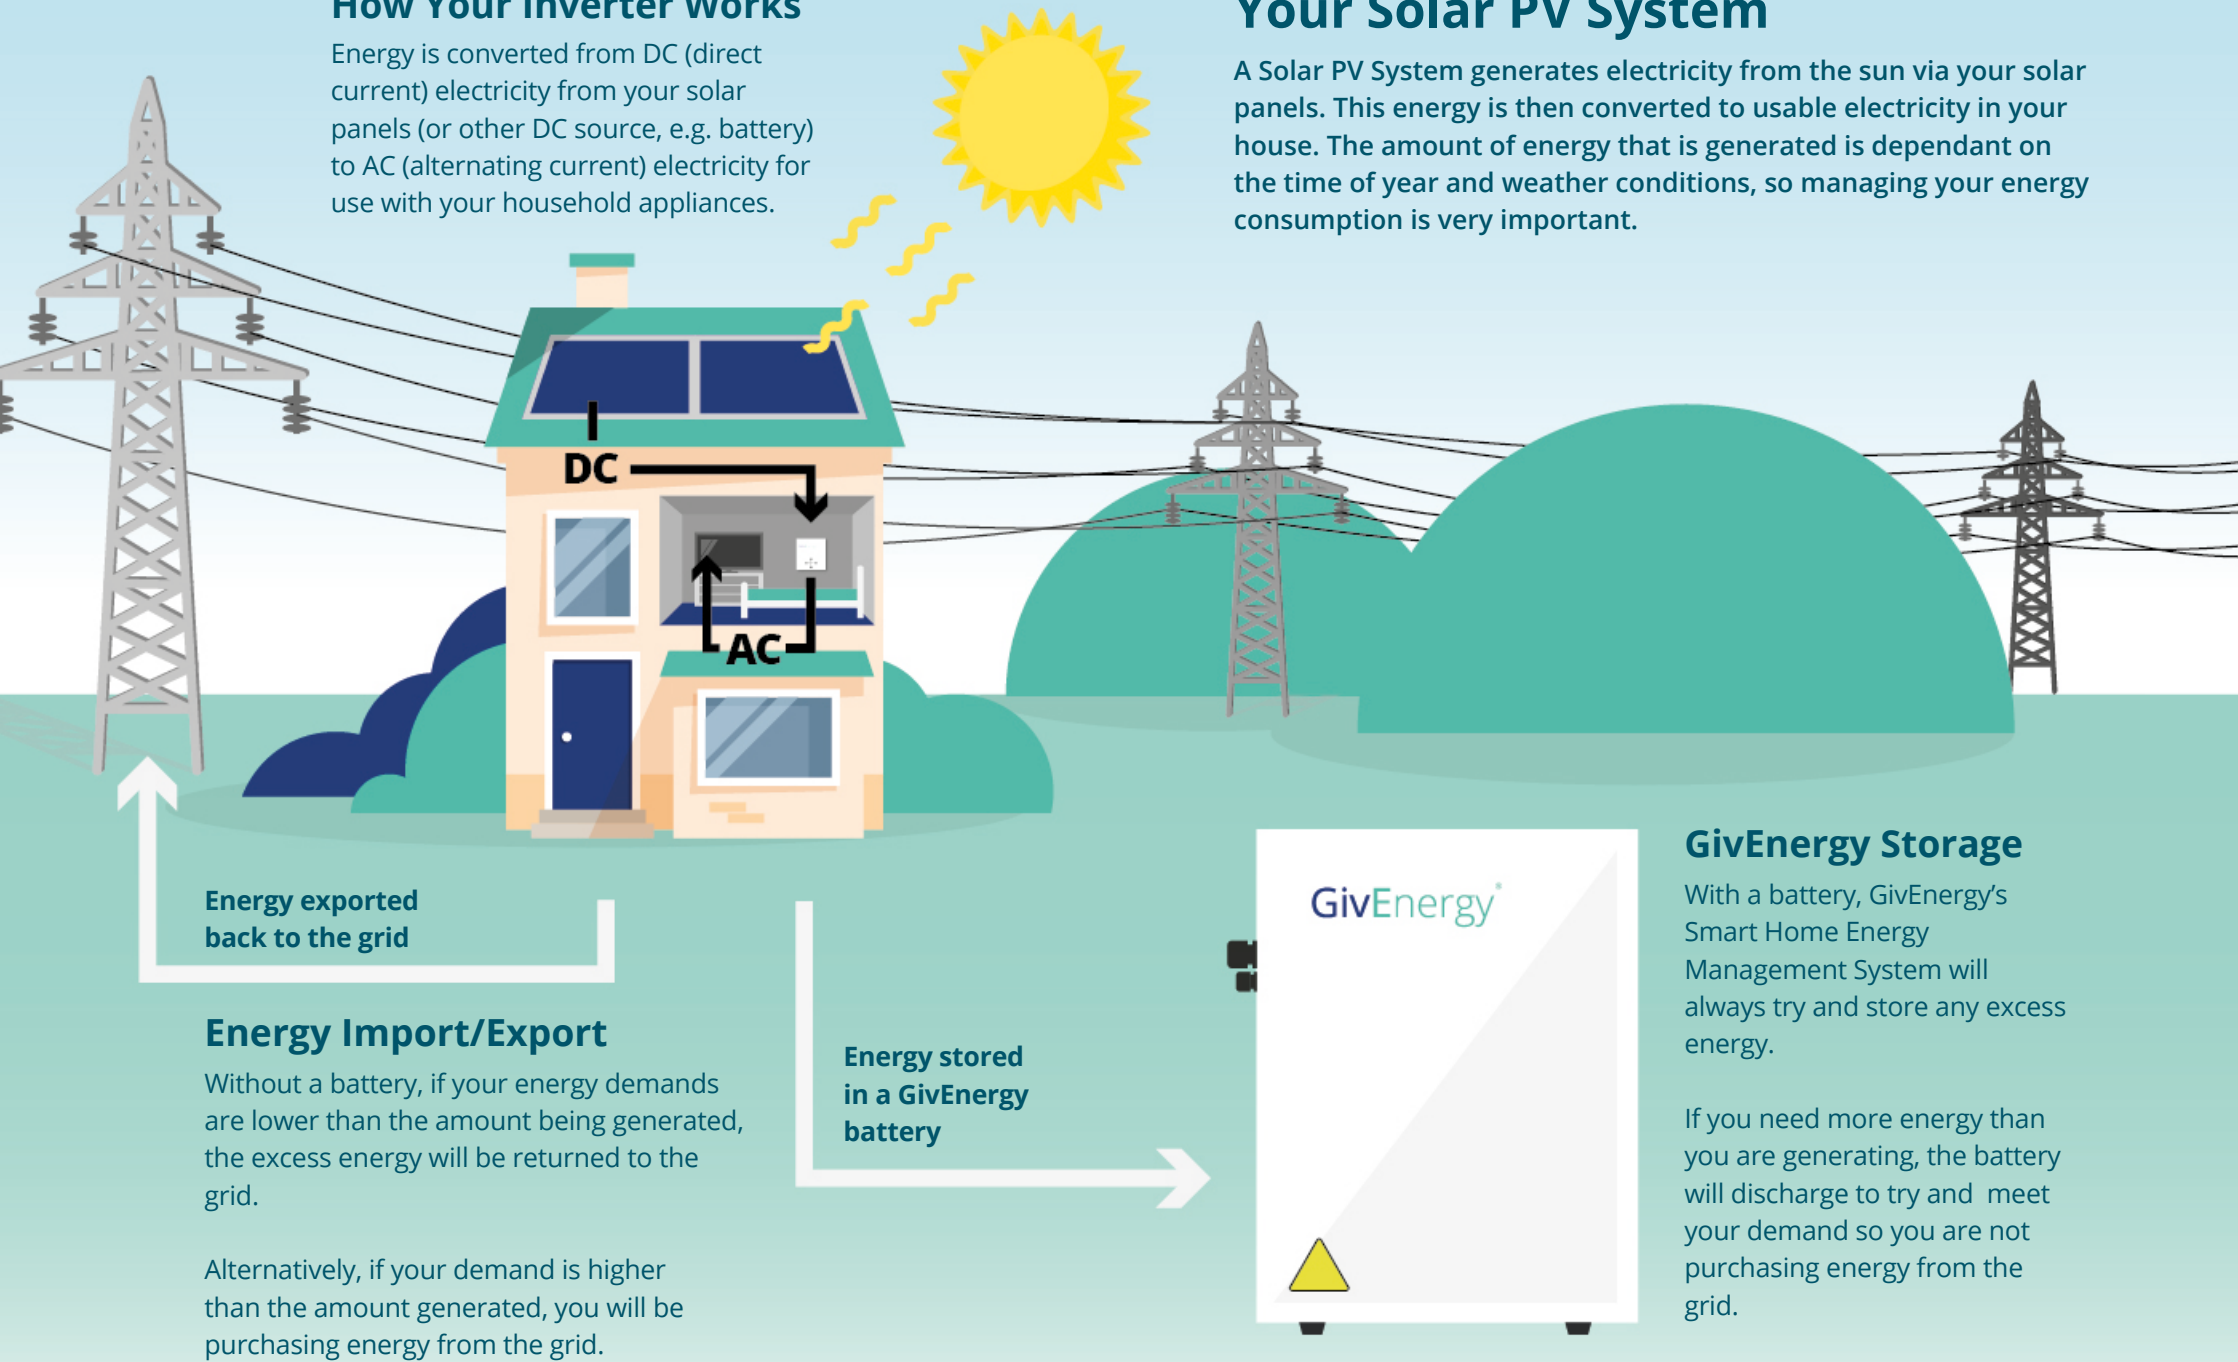 How Your Inverter Works
Energy is converted from DC (direct
current) electricity from your solar
panels (or other DC source, e.g. battery)
to AC (alternating current) electricity for
use with your household appliances.
Your Solar PV System
A Solar PV System generates electricity from the sun via your solar
panels. This energy is then converted to usable electricity in your
house. The amount of energy that is generated is dependant on
the time of year and weather conditions, so managing your energy
consumption is very important.
DC
AC
Energy exported
back to the grid
Energy Import/Export
Without a battery, if your energy demands
are lower than the amount being generated,
the excess energy will be returned to the
grid.
Alternatively, if your demand is higher
than the amount generated, you will be
purchasing energy from the grid.
Energy stored
in a GivEnergy
battery
GivEnergy
GivEnergy Storage
With a battery, GivEnergy’s
Smart Home Energy
Management System will
always try and store any excess
energy.
If you need more energy than
you are generating, the battery
will discharge to try and  meet
your demand so you are not
purchasing energy from the
grid.